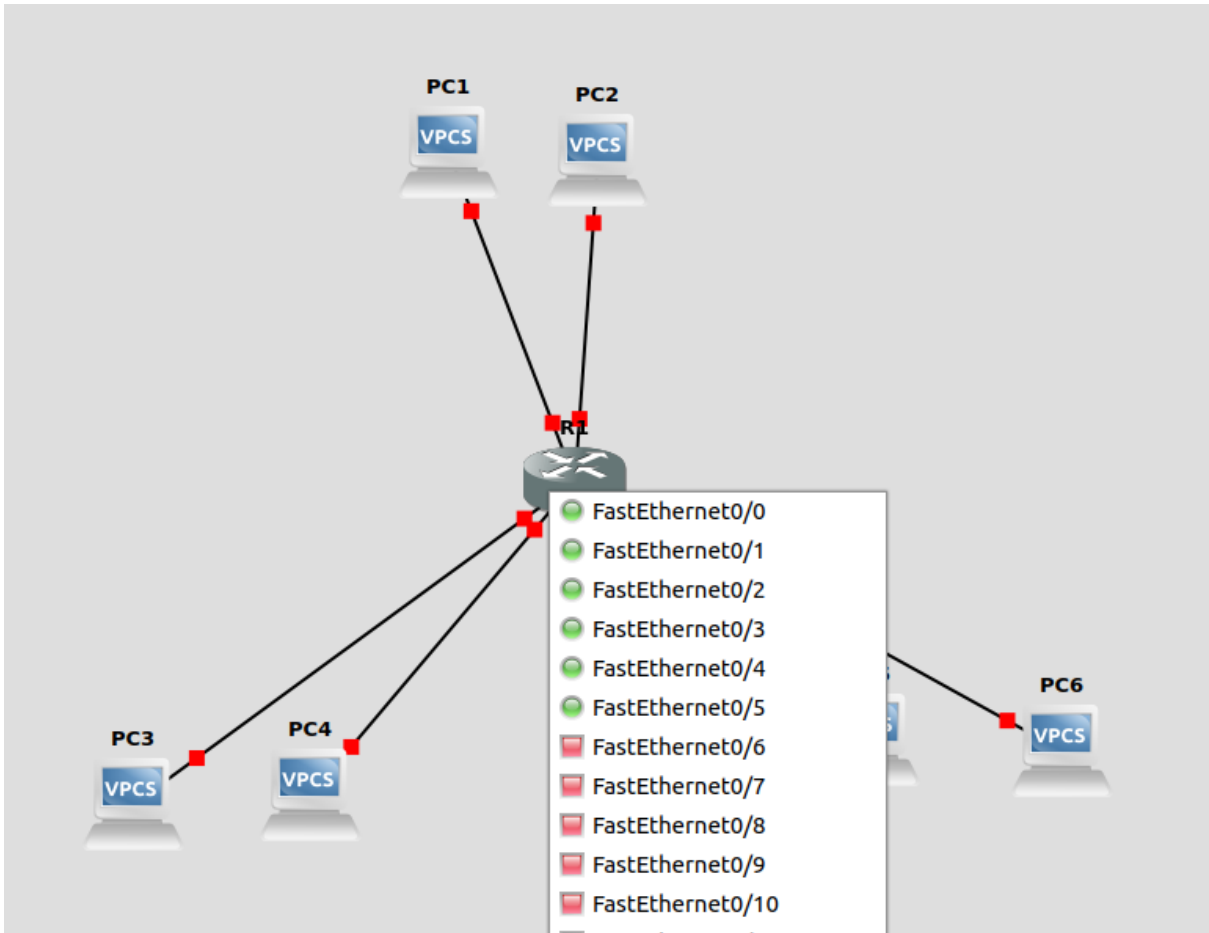 PC1
PC2
VPCS
VPCS
R1
FastEthernet0/0
FastEthernet0/1
FastEthernet0/2
FastEthernet0/3
FastEthernet0/4
FastEthernet0/5
FastEthernet0/6
FastEthernet0/7
FastEthernet0/8
FastEthernet0/9
FastEthernet0/10
PC3
PC4
PC6
VPCS
VPCS
VPCS